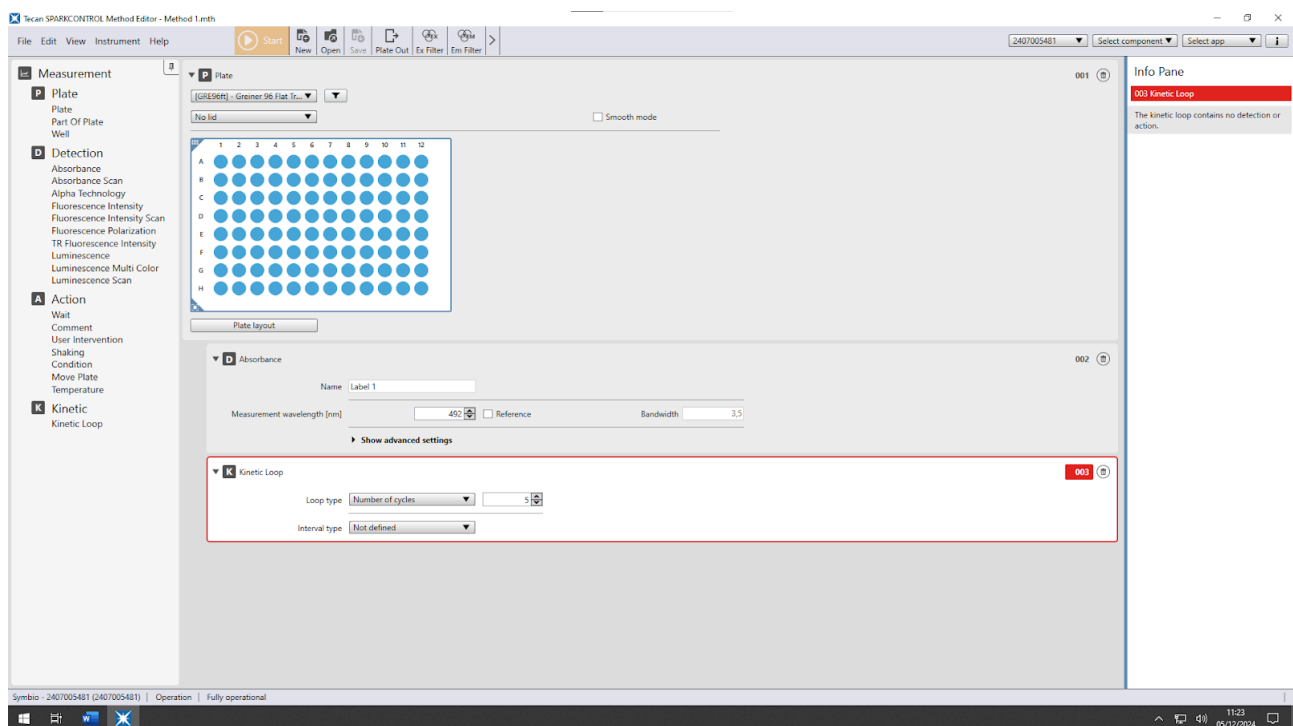 Tecan SPARKCONTROL Method Editor - Method 1.mth
File Edit View Instrument Help
Start
New Open Save Plate Out Ex Filter Em Filter
2407005481 Select component Select app i
Measurement
P Plate
Plate
Part Of Plate
Well
D Detection
Absorbance
Absorbance Scan
Alpha Technology
Fluorescence Intensity
Fluorescence Intensity Scan
Fluorescence Polarization
TR Fluorescence Intensity
Luminescence
Luminescence Multi Color
Luminescence Scan
A Action
Wait
Comment
User Intervention
Shaking
Condition
Move Plate
Temperature
K Kinetic
Kinetic Loop
P Plate 001
[GRE96ft] - Greiner 96 Flat Tr...
No lid Smooth mode
1 2 3 4 5 6 7 8 9 10 11 12
A
B
C
D
E
F
G
H
Plate layout
D Absorbance 002
Name Label 1
Measurement wavelength [nm] 492 Reference Bandwidth 3,5
Show advanced settings
K Kinetic Loop 003
Loop type Number of cycles 5
Interval type Not defined
Info Pane
003 Kinetic Loop
The kinetic loop contains no detection or
action.
Symbio - 2407005481 (2407005481) | Operation | Fully operational
11:23
05/12/2024